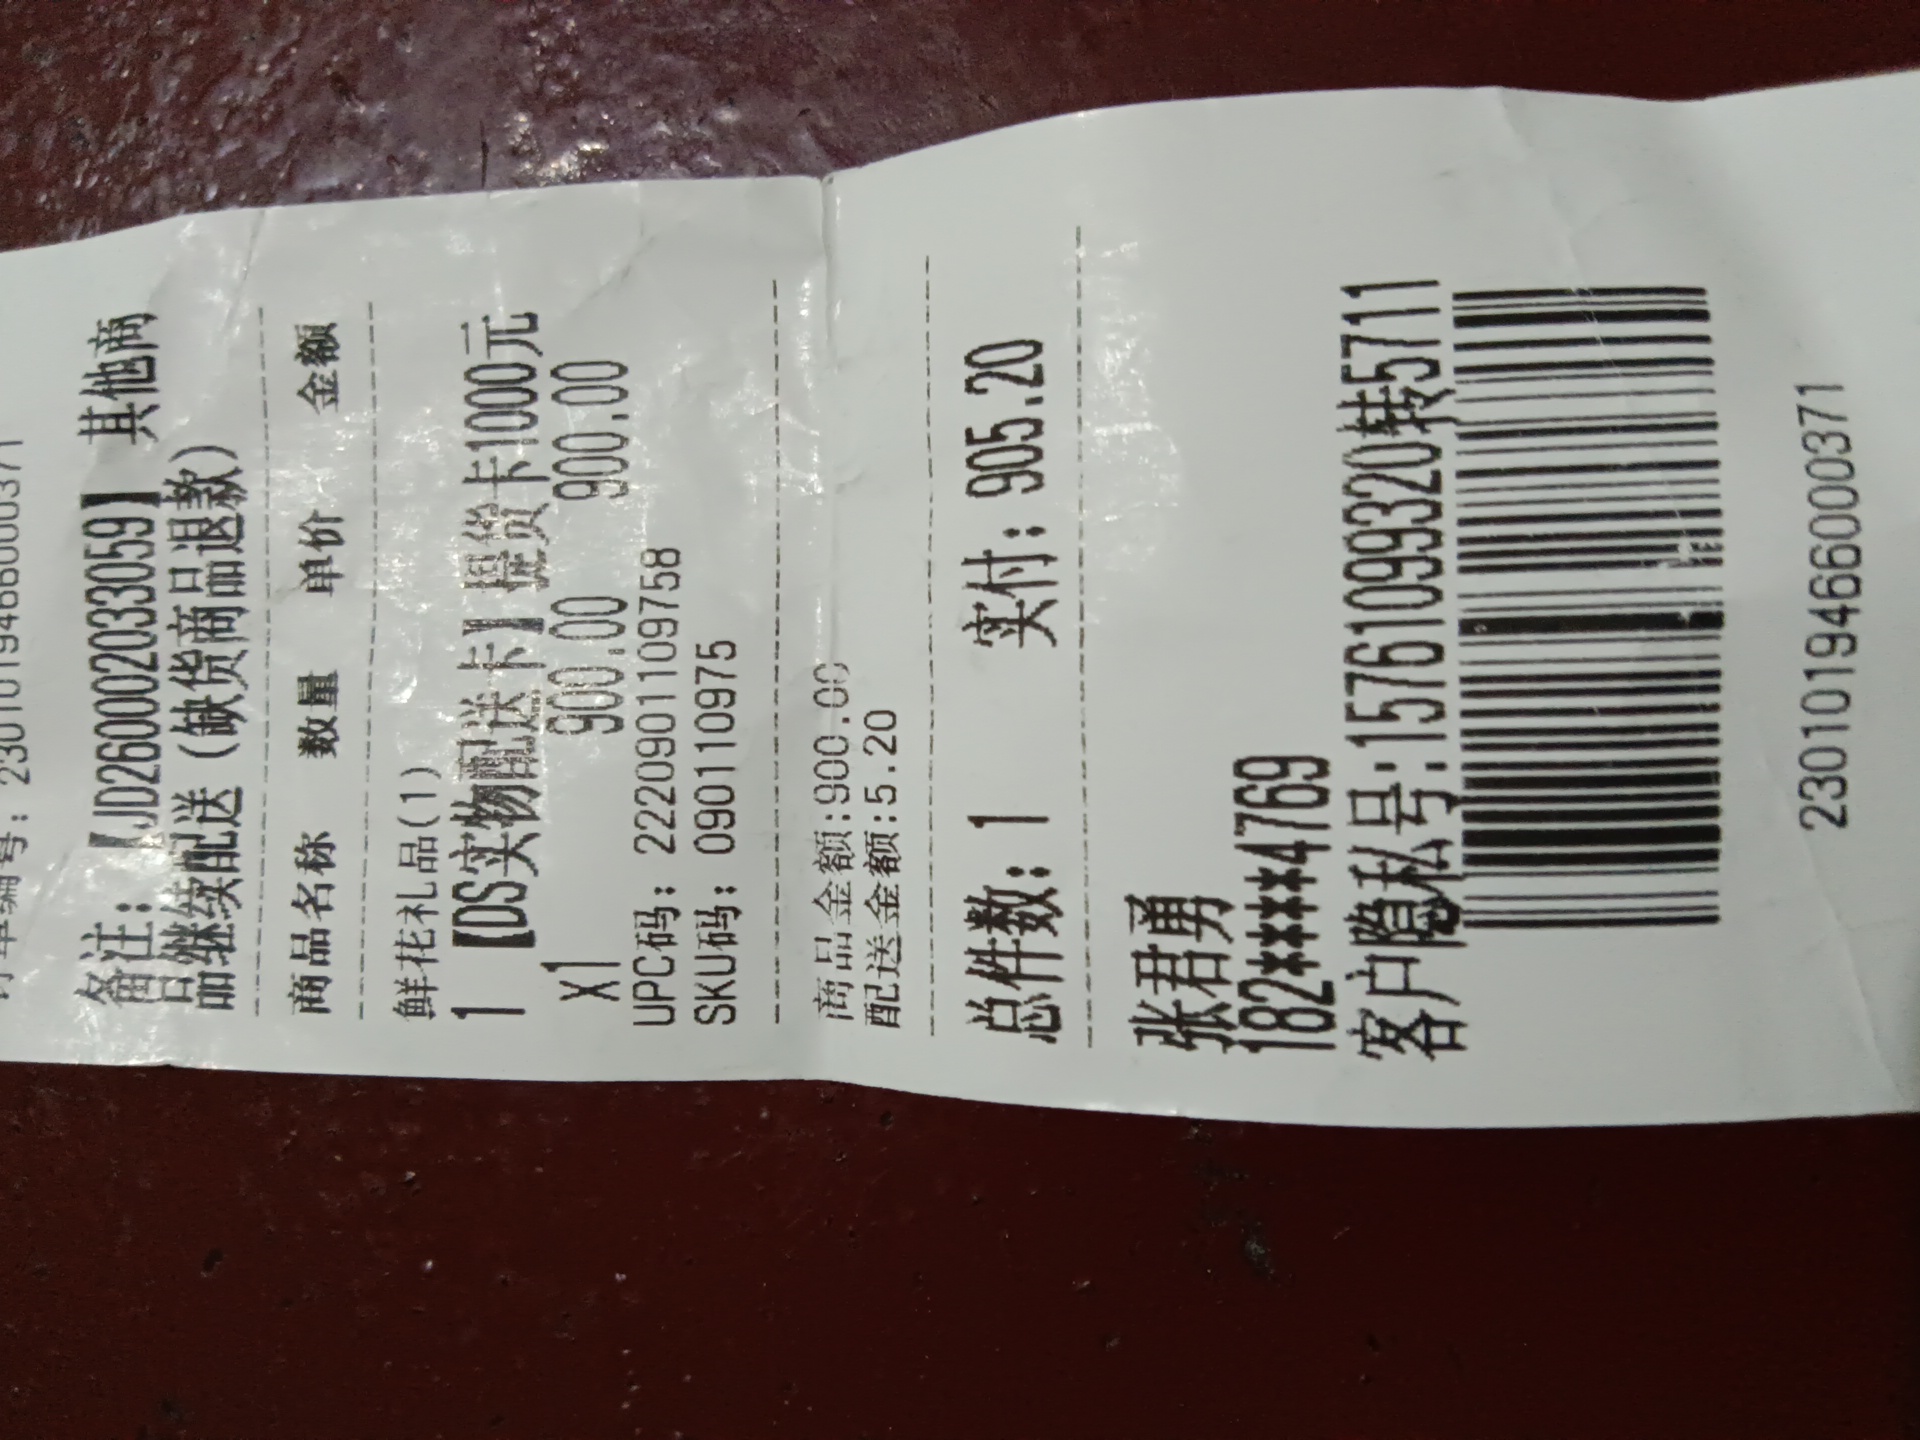 订单编号：2301019466000371
备注：【JD260002033059】 其他商
品继续配送（缺货商品退款）
商品名称 数量 单价 金额
鲜花礼品(1)
1 【DS实物配送卡】提货卡1000元
x1 900.00 900.00
UPC码：2220901109758
SKU码：090110975
商品金额:900.00
配送金额:5.20
总件数：1 实付：905.20
张君勇
182****4769
客户隐私号:15761099320转5711
2301019466000371